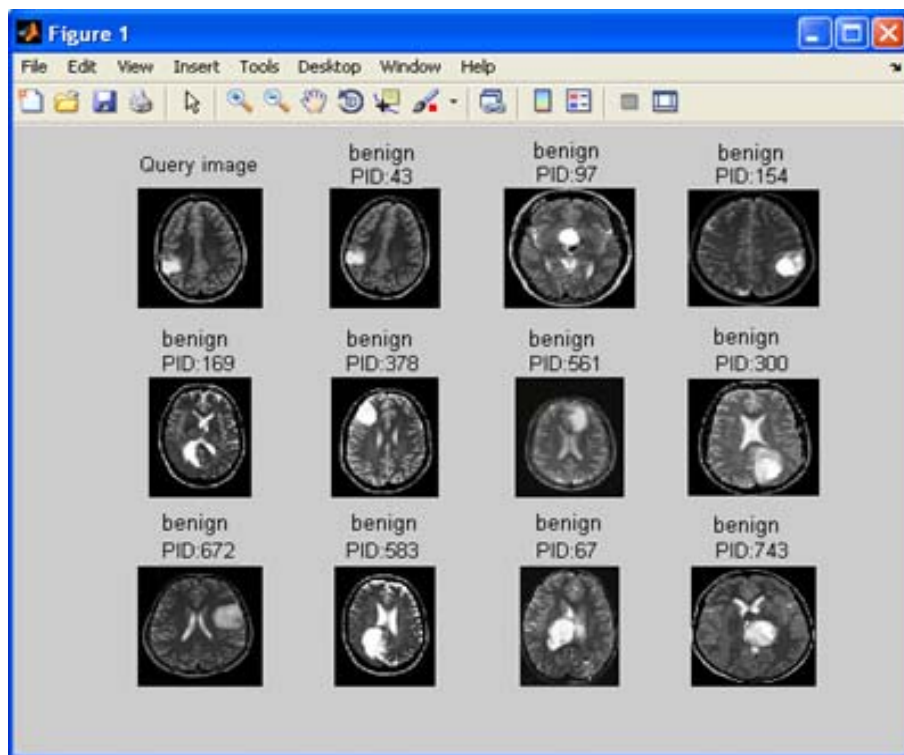 Figure 1
File Edit View Insert Tools Desktop Window Help
Query image
benign
PID:43
benign
PID:97
benign
PID:154
benign
PID:169
benign
PID:378
benign
PID:561
benign
PID:300
benign
PID:672
benign
PID:583
benign
PID:67
benign
PID:743